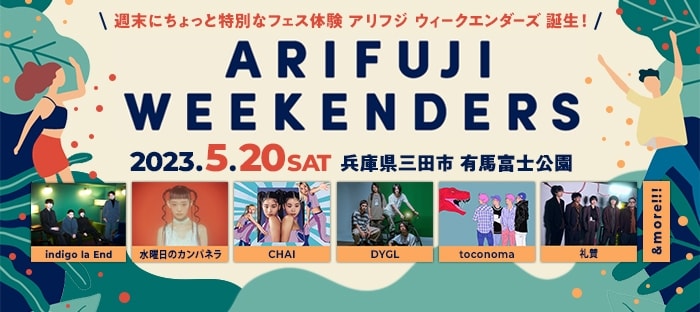 週末にちょっと特別なフェス体験 アリフジ ウィークエンダーズ 誕生！
ARIFUJI
WEEKENDERS
2023.5.20 SAT 兵庫県三田市 有馬富士公園
indigo la End
水曜日のカンパネラ
CHAI
DYGL
toconoma
礼賛
&more!!!